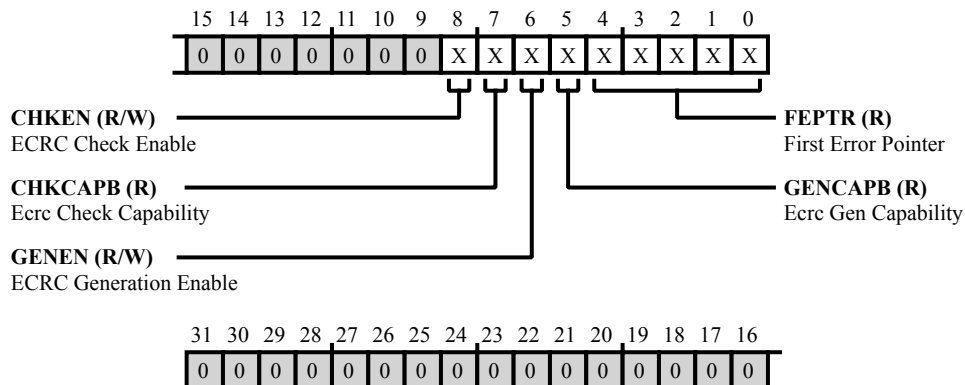 15 14 13 12 11 10 9 8 7 6 5 4 3 2 1 0
0 0 0 0 0 0 0 X X X X X X X X X
CHKEN (R/W)
ECRC Check Enable
FEPTR (R)
First Error Pointer
CHKCAPB (R)
Ecrc Check Capability
GENCAPB (R)
Ecrc Gen Capability
GENEN (R/W)
ECRC Generation Enable
31 30 29 28 27 26 25 24 23 22 21 20 19 18 17 16
0 0 0 0 0 0 0 0 0 0 0 0 0 0 0 0